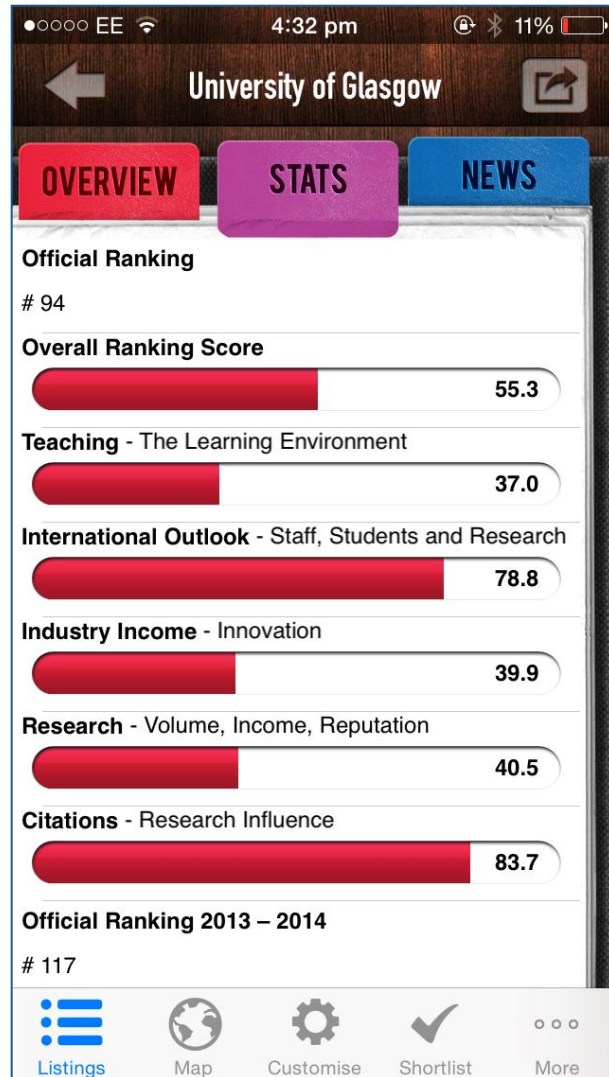 EE 4:32 pm 11%
University of Glasgow
OVERVIEW STATS NEWS
Official Ranking
# 94
Overall Ranking Score
55.3
Teaching - The Learning Environment
37.0
International Outlook - Staff, Students and Research
78.8
Industry Income - Innovation
39.9
Research - Volume, Income, Reputation
40.5
Citations - Research Influence
83.7
Official Ranking 2013 – 2014
# 117
Listings Map Customise Shortlist More